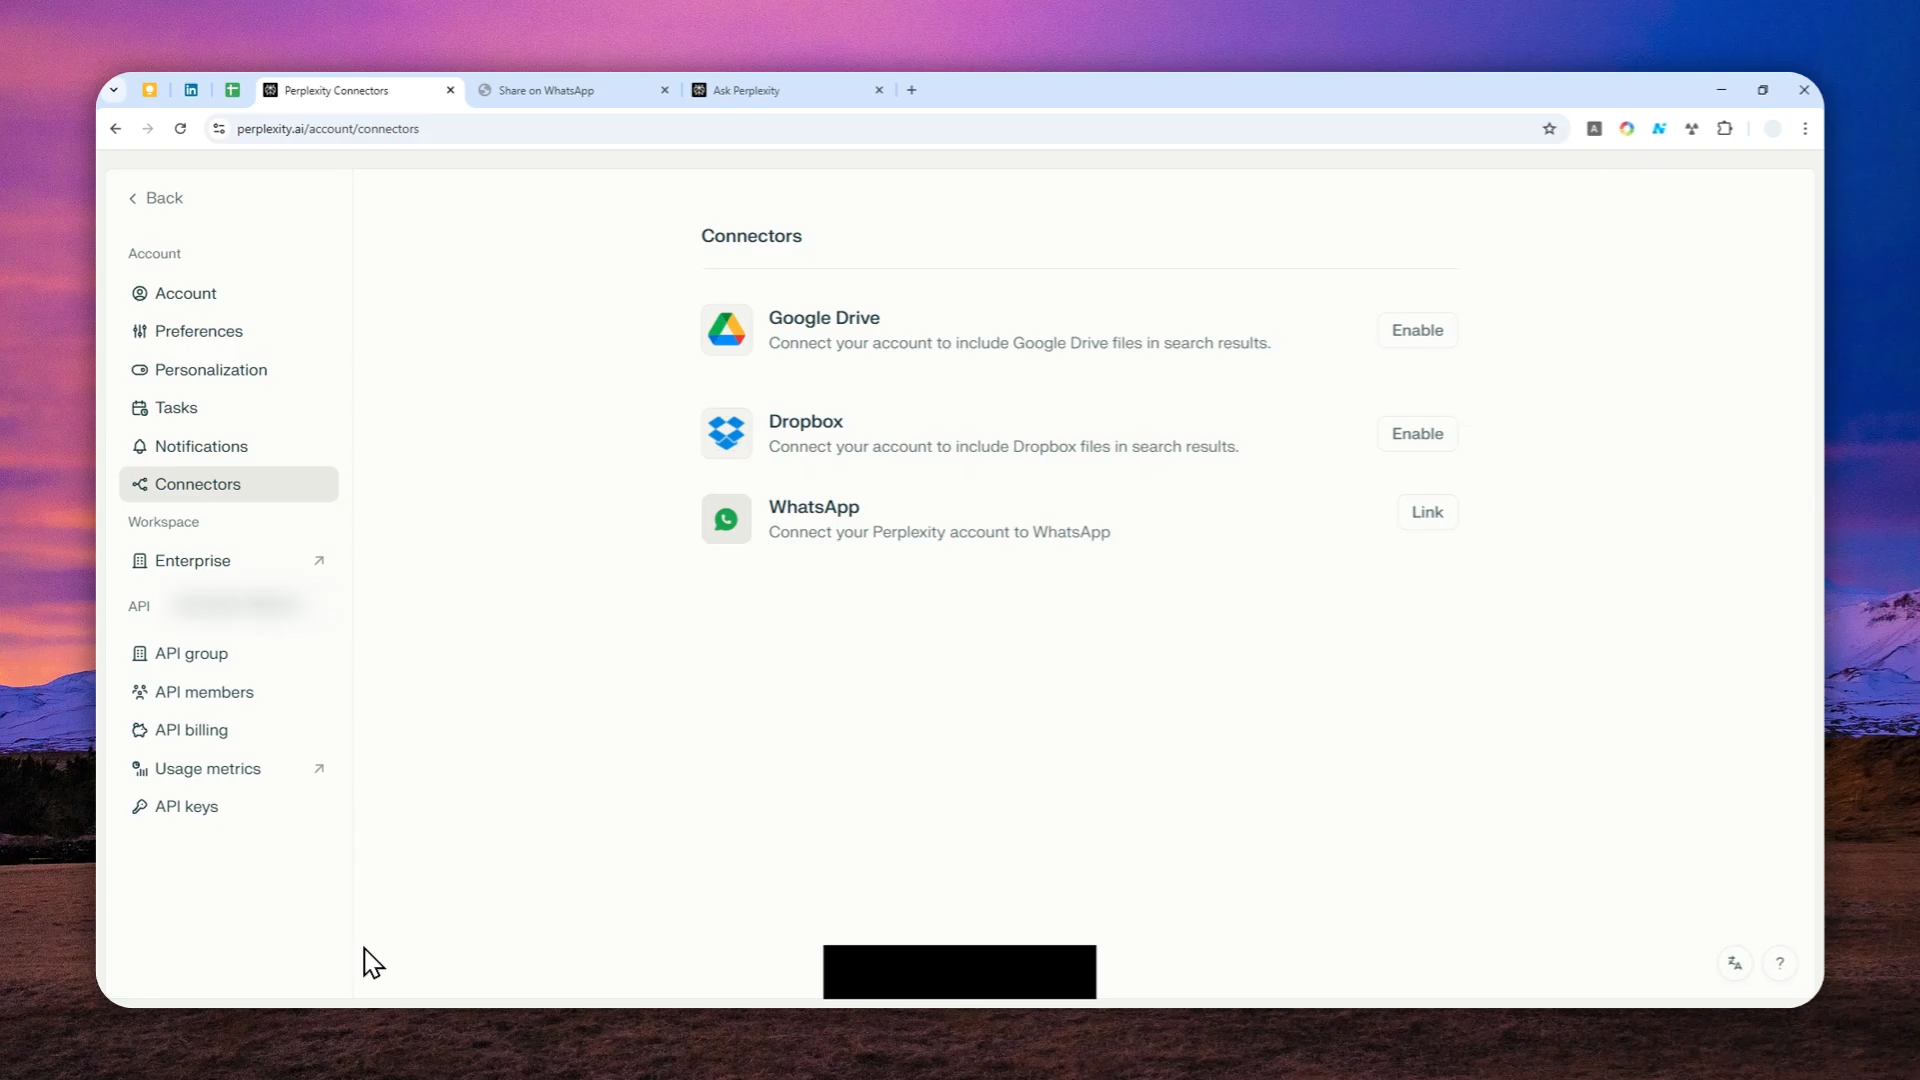 Perplexity Connectors
Share on WhatsApp
Ask Perplexity
perplexity.ai/account/connectors
Back
Account
Account
Preferences
Personalization
Tasks
Notifications
Connectors
Workspace
Enterprise
API
API group
API members
API billing
Usage metrics
API keys
Connectors
Google Drive
Connect your account to include Google Drive files in search results.
Enable
Dropbox
Connect your account to include Dropbox files in search results.
Enable
WhatsApp
Connect your Perplexity account to WhatsApp
Link